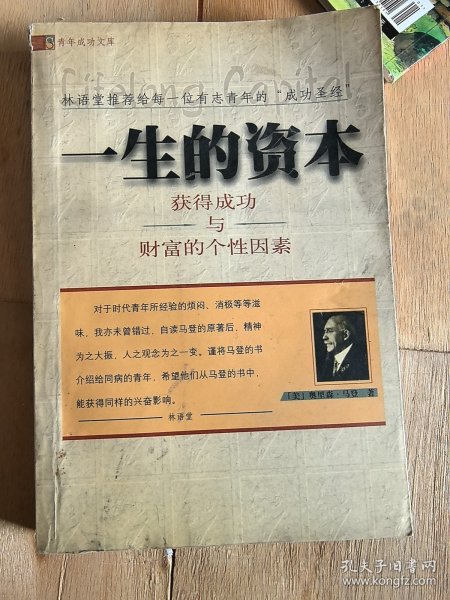 青年成功文库
Lifelong Capital
林语堂推荐给每一位有志青年的“成功圣经”
一生的资本
获得成功
与
财富的个性因素
对于时代青年所经验的烦闷、消极等等滋
味，我亦未曾错过，自读马登的原著后，精神
为之大振，人之观念为之一变。谨将马登的书
介绍给同病的青年，希望他们从马登的书中，
能获得同样的兴奋影响。
林语堂
[美]奥里森·马登 著
孔夫子旧书网
www.kongfz.com